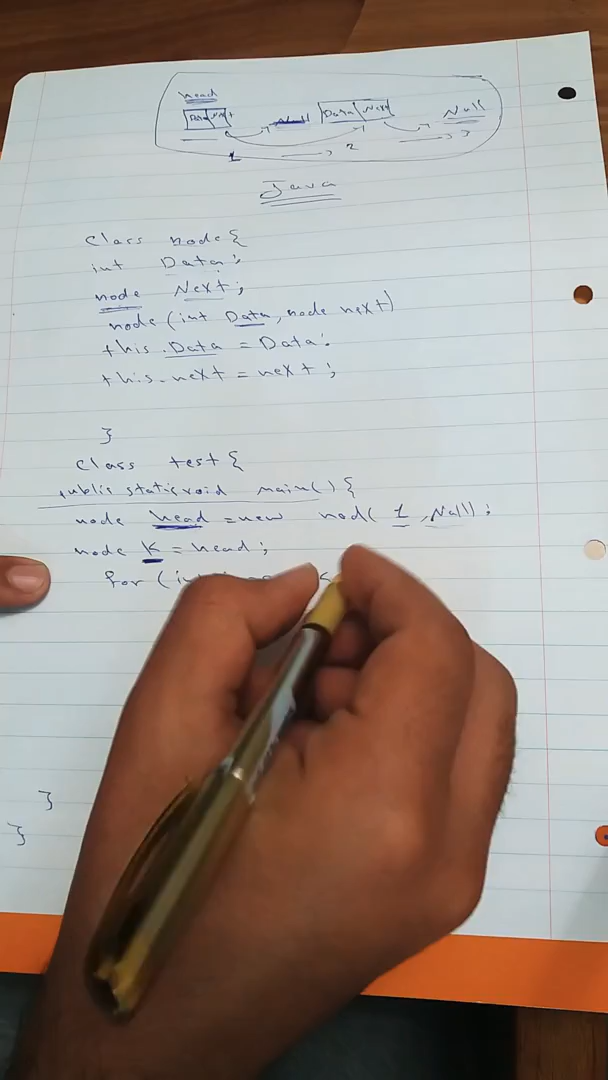 head
Data Next Data Next Null
1 2 3
Java
class node{
int Data;
node Next;
node(int Data, node next)
this.Data = Data;
this.next = next;
}
class test{
public static void main(){
node head = new nod( 1 , Null);
node K = head;
for (int
}
}